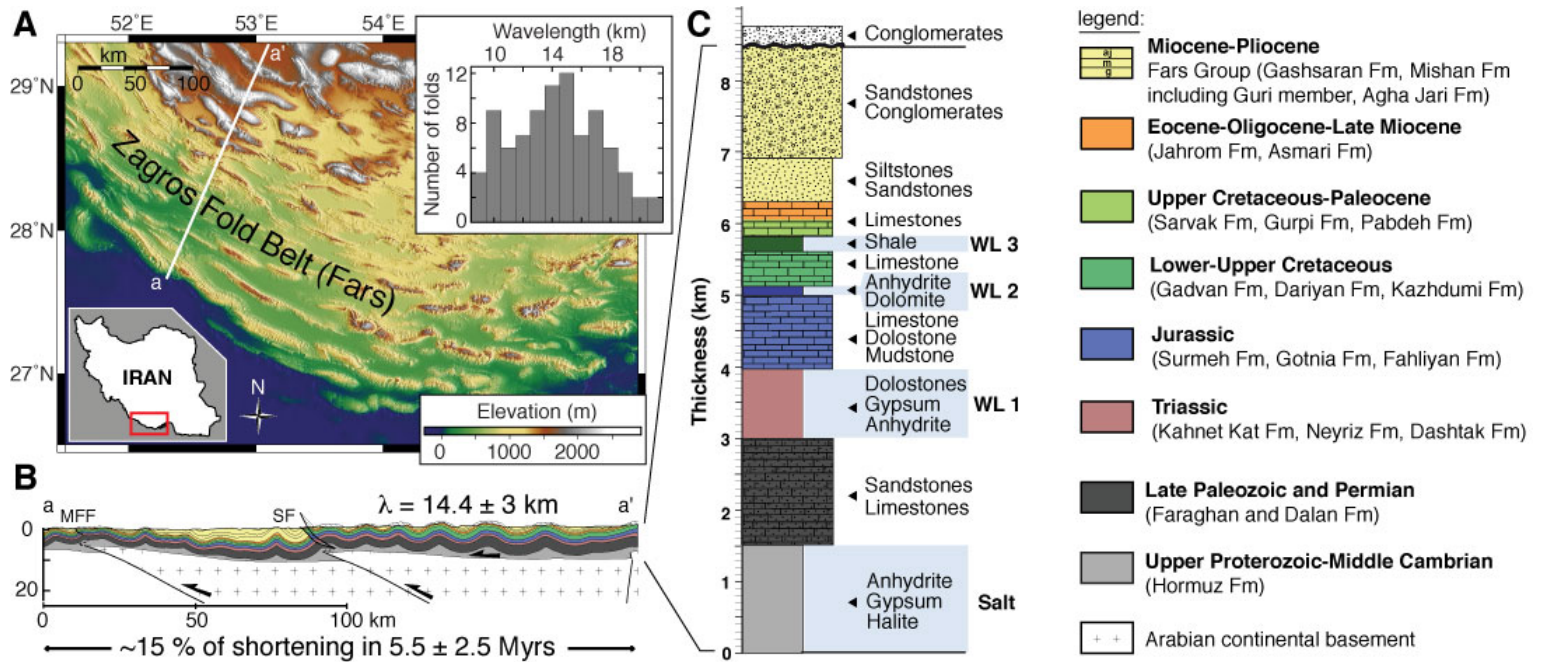 A
52˚E
53˚E
54˚E
29˚N
28˚N
27˚N
km
0 50 100
a'
a
Zagros Fold Belt (Fars)
IRAN
N
Wavelength (km)
10 14 18
Number of folds
12
8
4
0
Elevation (m)
0 1000 2000
B
a
MFF
SF
λ = 14.4 ± 3 km
a'
0
20
0 50 100 km
~15 % of shortening in 5.5 ± 2.5 Myrs
C
Thickness (km)
8
7
6
5
4
3
2
1
0
Conglomerates
Sandstones
Conglomerates
Siltstones
Sandstones
Limestones
Shale
WL 3
Limestone
Anhydrite
Dolomite
WL 2
Limestone
Dolostone
Mudstone
Dolostones
Gypsum
Anhydrite
WL 1
Sandstones
Limestones
Anhydrite
Gypsum
Halite
Salt
legend:
aj
m
g
Miocene-Pliocene
Fars Group (Gashsaran Fm, Mishan Fm
including Guri member, Agha Jari Fm)
Eocene-Oligocene-Late Miocene
(Jahrom Fm, Asmari Fm)
Upper Cretaceous-Paleocene
(Sarvak Fm, Gurpi Fm, Pabdeh Fm)
Lower-Upper Cretaceous
(Gadvan Fm, Dariyan Fm, Kazhdumi Fm)
Jurassic
(Surmeh Fm, Gotnia Fm, Fahliyan Fm)
Triassic
(Kahnet Kat Fm, Neyriz Fm, Dashtak Fm)
Late Paleozoic and Permian
(Faraghan and Dalan Fm)
Upper Proterozoic-Middle Cambrian
(Hormuz Fm)
Arabian continental basement